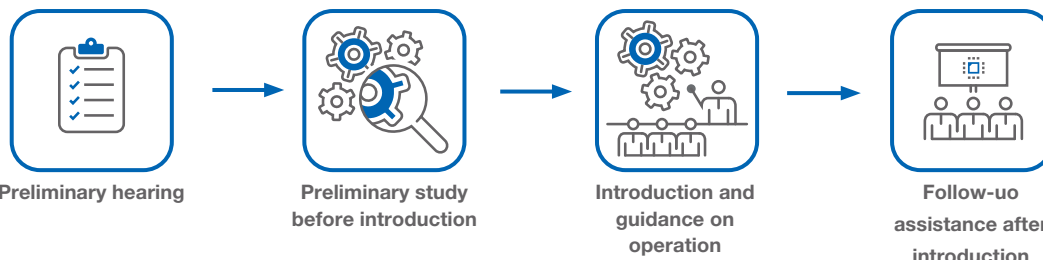 Preliminary hearing
Preliminary study
before introduction
Introduction and
guidance on
operation
Follow-uo
assistance after
introduction